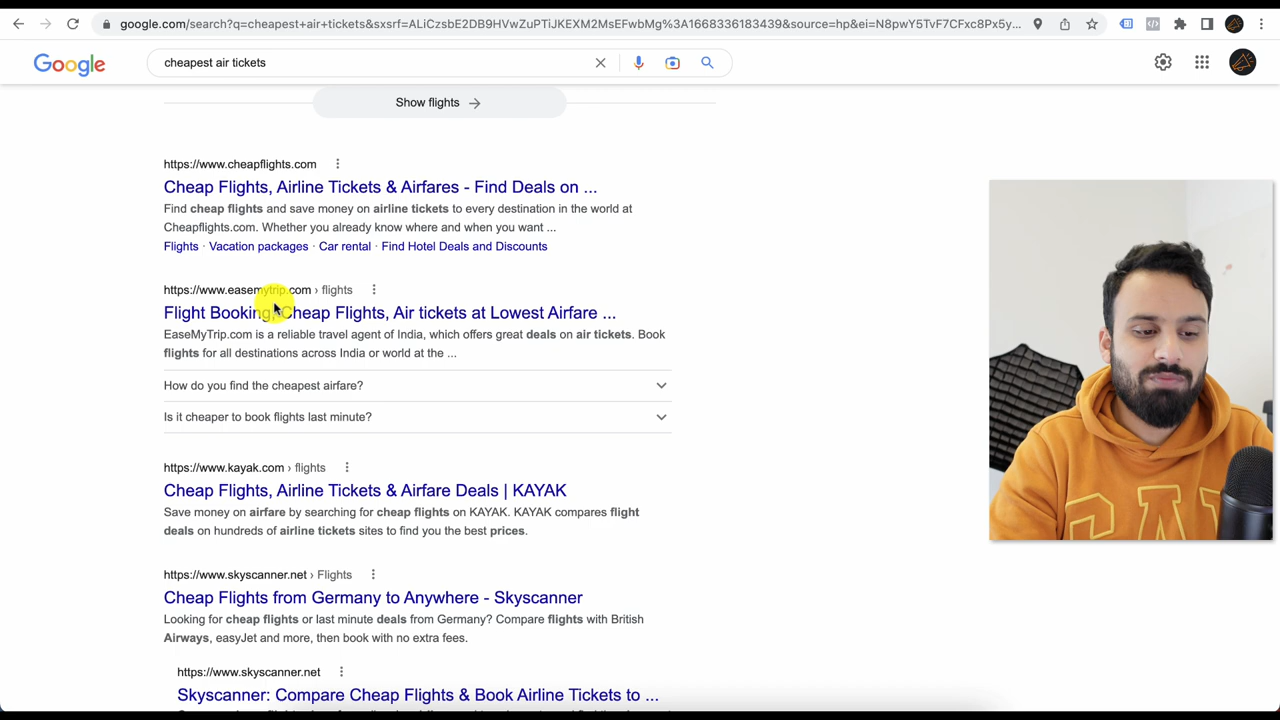 google.com/search?q=cheapest+air+tickets&sxsrf=ALiCzsbE2DB9HVwZuPTiJKEXM2MsEFwbMg%3A1668336183439&source=hp&ei=N8pwY5TvF7CFxc8Px5y...
Google
cheapest air tickets
Show flights →
https://www.cheapflights.com
Cheap Flights, Airline Tickets & Airfares - Find Deals on ...
Find cheap flights and save money on airline tickets to every destination in the world at
Cheapflights.com. Whether you already know where and when you want ...
Flights · Vacation packages · Car rental · Find Hotel Deals and Discounts
https://www.easemytrip.com › flights
Flight Booking, Cheap Flights, Air tickets at Lowest Airfare ...
EaseMyTrip.com is a reliable travel agent of India, which offers great deals on air tickets. Book
flights for all destinations across India or world at the ...
How do you find the cheapest airfare?
Is it cheaper to book flights last minute?
https://www.kayak.com › flights
Cheap Flights, Airline Tickets & Airfare Deals | KAYAK
Save money on airfare by searching for cheap flights on KAYAK. KAYAK compares flight
deals on hundreds of airline tickets sites to find you the best prices.
https://www.skyscanner.net › Flights
Cheap Flights from Germany to Anywhere - Skyscanner
Looking for cheap flights or last minute deals from Germany? Compare flights with British
Airways, easyJet and more, then book with no extra fees.
https://www.skyscanner.net
Skyscanner: Compare Cheap Flights & Book Airline Tickets to ...